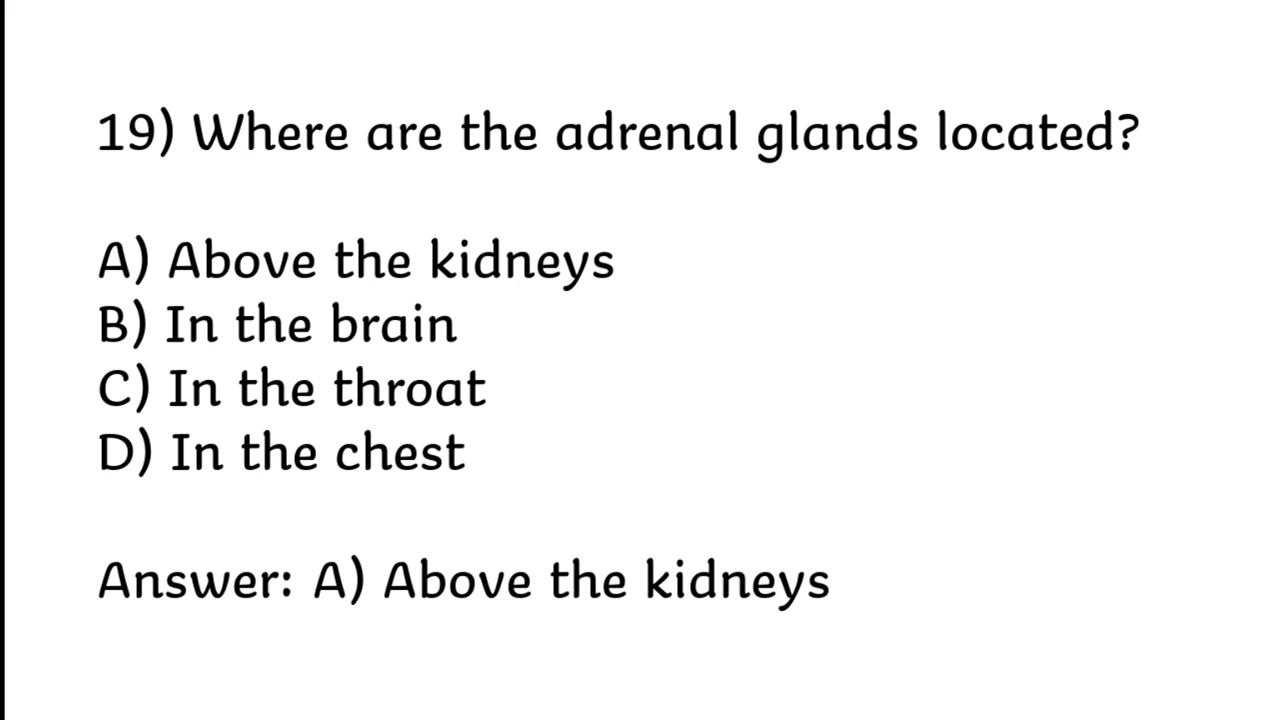 19) Where are the adrenal glands located?
A) Above the kidneys
B) In the brain
C) In the throat
D) In the chest
Answer: A) Above the kidneys